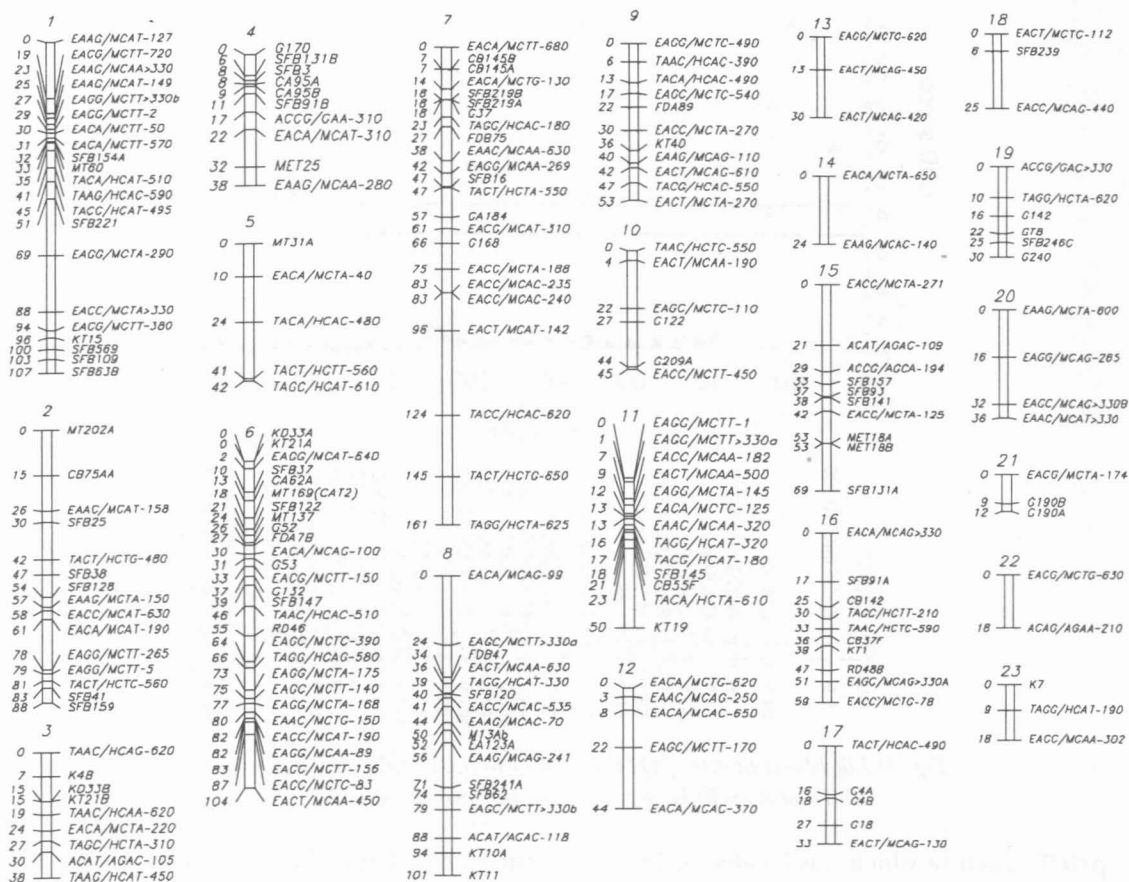 1
0 EAAG/MCAT-127
19 EACG/MCTT-720
23 EAAG/MCAA>330
25 EAAG/MCAT-149
27 EAGG/MCTT>330b
29 EAGG/MCTT-2
30 EACA/MCTT-50
31 EACA/MCTT-570
32 SFB154A
33 MT60
35 TACA/HCAT-510
41 TAAG/HCAC-590
45 TACC/HCAT-495
51 SFB221
69 EAGG/MCTA-290
88 EACC/MCTA>330
94 EACG/MCTT-380
96 KT15
100 SFB569
103 SFB109
107 SFB63B
2
0 MT202A
15 CB75AA
26 EAAC/MCAT-158
30 SFB25
42 TACT/HCTG-480
47 SFB38
54 SFB128
57 EAAG/MCTA-150
58 EACC/MCAT-630
61 EACA/MCAT-190
78 EAGG/MCTT-265
79 EAGG/MCTT-5
81 TACT/HCTC-560
83 SFB41
88 SFB159
3
0 TAAC/HCAG-620
7 K4B
15 KD33B
15 KT21B
19 TAAC/HCAA-620
24 EACA/MCTA-220
27 TAGC/HCTA-310
30 ACAT/AGAC-105
38 TAAG/HCAT-450
4
0 G17D
6 SFB131B
8 SFB3
8 CA95A
9 CA95B
11 SFB91B
17 ACCG/GAA-310
22 EACA/MCAT-310
32 MET25
38 EAAG/MCAA-280
5
0 MT31A
10 EACA/MCTA-40
24 TACA/HCAC-480
41 TACT/HCTT-560
42 TAGC/HCAT-610
6
0 KD33A
0 KT21A
2 EAGG/MCAT-640
10 SFB37
13 CA62A
18 MT169(CAT2)
21 SFB122
24 MT137
26 G52
27 FDA7B
30 EACA/MCAG-100
31 G53
33 EACG/MCTT-150
37 G132
39 SFB147
46 TAAC/HCAC-510
55 RD46
64 EAGC/MCTC-390
66 TAGG/HCAG-580
73 EAGG/MCTA-175
75 EAGC/MCTT-140
77 EAGG/MCTA-168
80 EAAC/MCTG-150
82 EACC/MCAT-190
82 EAGG/MCAA-89
83 EACC/MCTT-156
87 EACC/MCTC-83
104 EACT/MCAA-450
7
0 EACA/MCTT-680
7 CB145B
7 CB145A
14 EACA/MCTG-130
18 SFB219B
18 SFB219A
18 G37
23 TAGG/HCAC-180
27 FDB75
38 EAAC/MCAA-630
42 EAGG/MCAA-269
47 SFB16
47 TACT/HCTA-550
57 GA184
61 EACG/MCAT-310
66 G168
75 EACC/MCTA-188
83 EACC/MCAC-235
83 EACC/MCAC-240
96 EACT/MCAT-142
124 TACC/HCAC-620
145 TACT/HCTG-650
161 TAGG/HCTA-625
8
0 EACA/MCAG-99
24 EAGC/MCTT>330a
34 FDB47
36 EACT/MCAA-630
39 TAGG/HCAT-330
40 SFB120
41 EACC/MCAC-535
44 EAAG/MCAC-70
50 M13Ab
52 EAT23A
56 EAAG/MCAG-241
71 SFB241A
74 SFB62
79 EAGC/MCTT>330b
88 ACAT/AGAC-118
94 KT10A
101 KT11
9
0 EAGG/MCTC-490
6 TAAC/HCAC-390
13 TACA/HCAC-490
17 EAGC/MCTC-540
22 FDA89
30 EACC/MCTA-270
36 KT40
40 EAAG/MCAG-110
42 EACT/MCAG-610
47 TACG/HCAC-550
53 EACT/MCTA-270
10
0 TAAC/HCTC-550
4 EACT/MCAA-190
22 EAGC/MCTC-110
27 G122
44 G209A
45 EACC/MCTT-450
11
0 EAGG/MCTT-1
1 EAGG/MCTT>330a
7 EACC/MCAA-182
9 EACT/MCAA-500
12 EAGG/MCTA-145
13 EACA/MCTC-125
13 EAAC/MCAA-320
16 TAGG/HCAT-320
17 TACG/HCAT-180
18 SFB145
21 CB55F
23 TACA/HCTA-610
50 KT19
12
0 EACA/MCTG-620
3 EAAC/MCAG-250
8 EACA/MCAC-650
22 EAGC/MCTT-170
44 EACA/MCAC-370
13
0 EAGG/MCTG-620
13 EACT/MCAG-450
30 EACT/MCAG-420
14
0 EACA/MCTA-650
24 EAAG/MCAC-140
15
0 EACC/MCTA-271
21 ACAT/AGAC-109
29 ACCG/AGCA-194
33 SFB157
37 SFB93
38 SFB141
42 EACC/MCTA-125
53 MET18A
53 MET18B
69 SFB131A
16
0 EACA/MCAG>330
17 SFB91A
25 CB142
30 TAGC/HCTT-210
33 TAAC/HCTC-590
36 CB37F
39 KT1
47 RD48B
51 EAGG/MCAG>330A
59 EACC/MCTG-78
17
0 TACT/HCAC-490
16 G4A
18 G4B
27 G18
33 EACT/MCAG-130
18
0 EACT/MCTC-112
6 SFB239
25 EACC/MCAG-440
19
0 ACCG/GAC>330
10 TAGG/HCTA-620
16 G142
22 GT8
25 SFB246C
30 G240
20
0 EAAG/MCTA-600
16 EAGG/MCAG-265
32 EAGC/MCAG>330B
36 EAAC/MCAT>330
21
0 EACG/MCTA-174
9 G190B
12 G190A
22
0 EACG/MCTG-630
18 ACAG/AGAA-210
23
0 K7
9 TAGG/HCAT-190
18 EAGC/MCAA-302